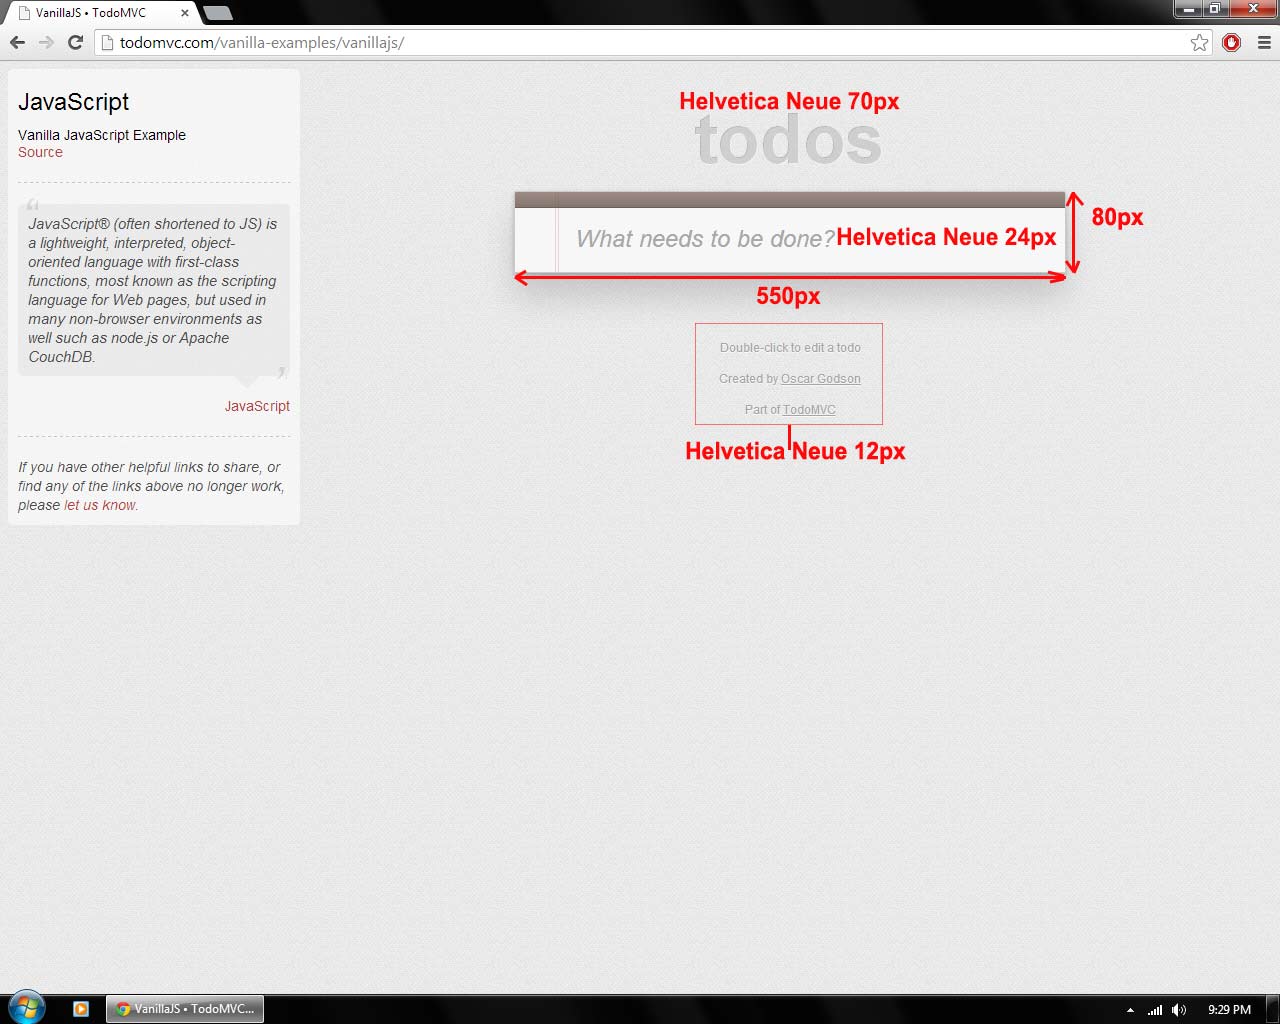 VanillaJS • TodoMVC
todomvc.com/vanilla-examples/vanillajs/
JavaScript
Vanilla JavaScript Example
Source
“
JavaScript® (often shortened to JS) is
a lightweight, interpreted, object-
oriented language with first-class
functions, most known as the scripting
language for Web pages, but used in
many non-browser environments as
well such as node.js or Apache
CouchDB.
”
JavaScript
If you have other helpful links to share, or
find any of the links above no longer work,
please let us know.
Helvetica Neue 70px
todos
What needs to be done?
Helvetica Neue 24px
80px
550px
Double-click to edit a todo
Created by Oscar Godson
Part of TodoMVC
Helvetica Neue 12px
VanillaJS • TodoMVC...
9:29 PM